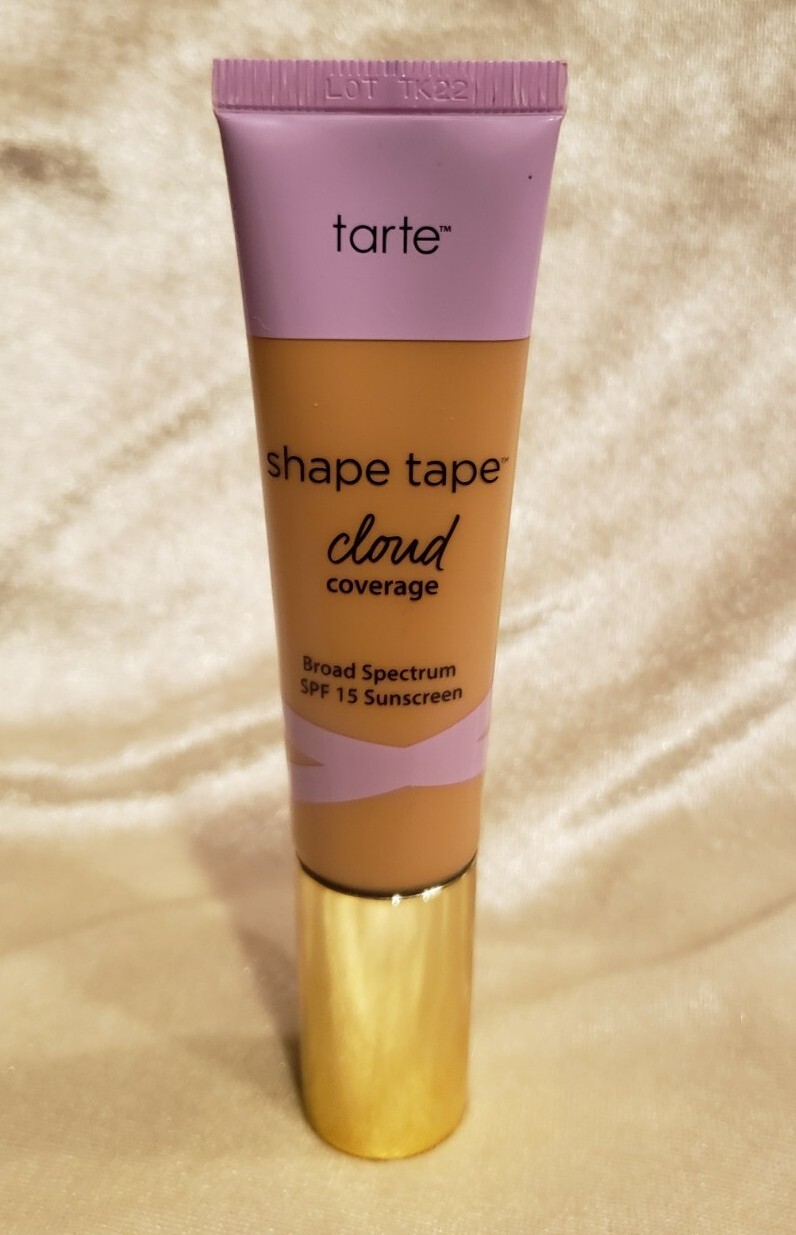 LOT TK22
tarte™
shape tape™
cloud
coverage
Broad Spectrum
SPF 15 Sunscreen